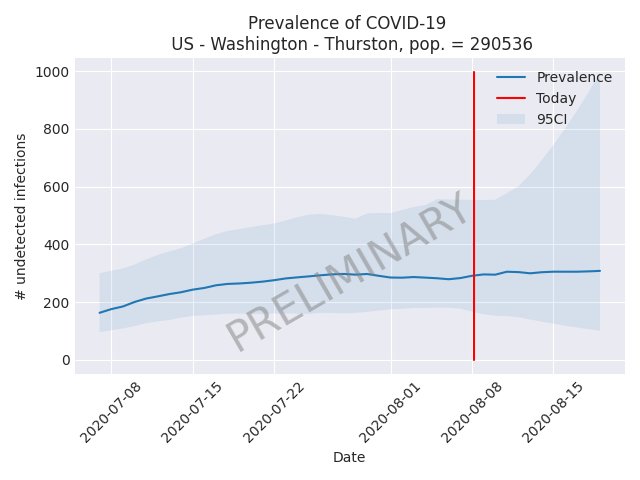 Prevalence of COVID-19
US - Washington - Thurston, pop. = 290536
1000
800
600
400
200
0
# undetected infections
Prevalence
Today
95CI
PRELIMINARY
2020-07-08
2020-07-15
2020-07-22
2020-08-01
2020-08-08
2020-08-15
Date